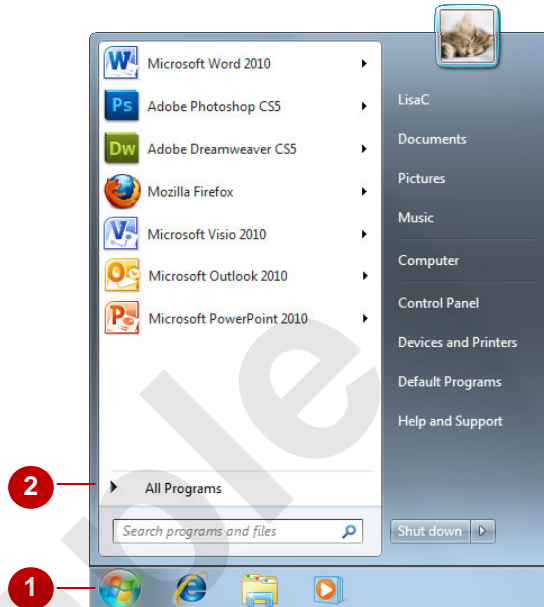 W
Microsoft Word 2010
Ps
Adobe Photoshop CS5
Dw
Adobe Dreamweaver CS5
Mozilla Firefox
V
Microsoft Visio 2010
O
Microsoft Outlook 2010
P
Microsoft PowerPoint 2010
2
All Programs
Search programs and files
LisaC
Documents
Pictures
Music
Computer
Control Panel
Devices and Printers
Default Programs
Help and Support
Shut down
1